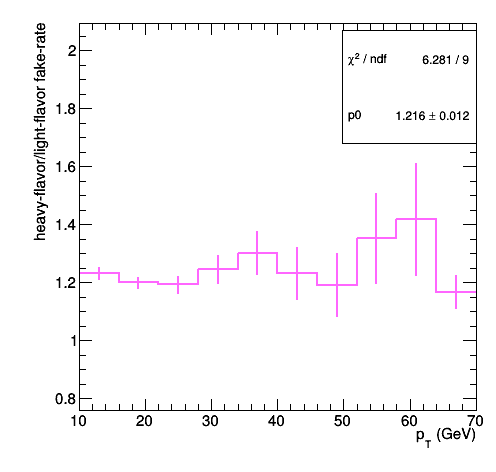 heavy-flavor/light-flavor fake-rate
χ² / ndf 6.281 / 9
p0 1.216 ± 0.012
2
1.8
1.6
1.4
1.2
1
0.8
10 20 30 40 50 60 70
p_T (GeV)